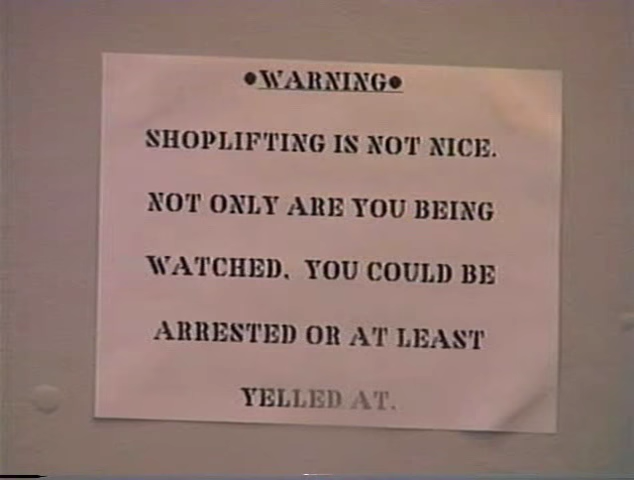 •WARNING•
SHOPLIFTING IS NOT NICE.
NOT ONLY ARE YOU BEING
WATCHED, YOU COULD BE
ARRESTED OR AT LEAST
YELLED AT.